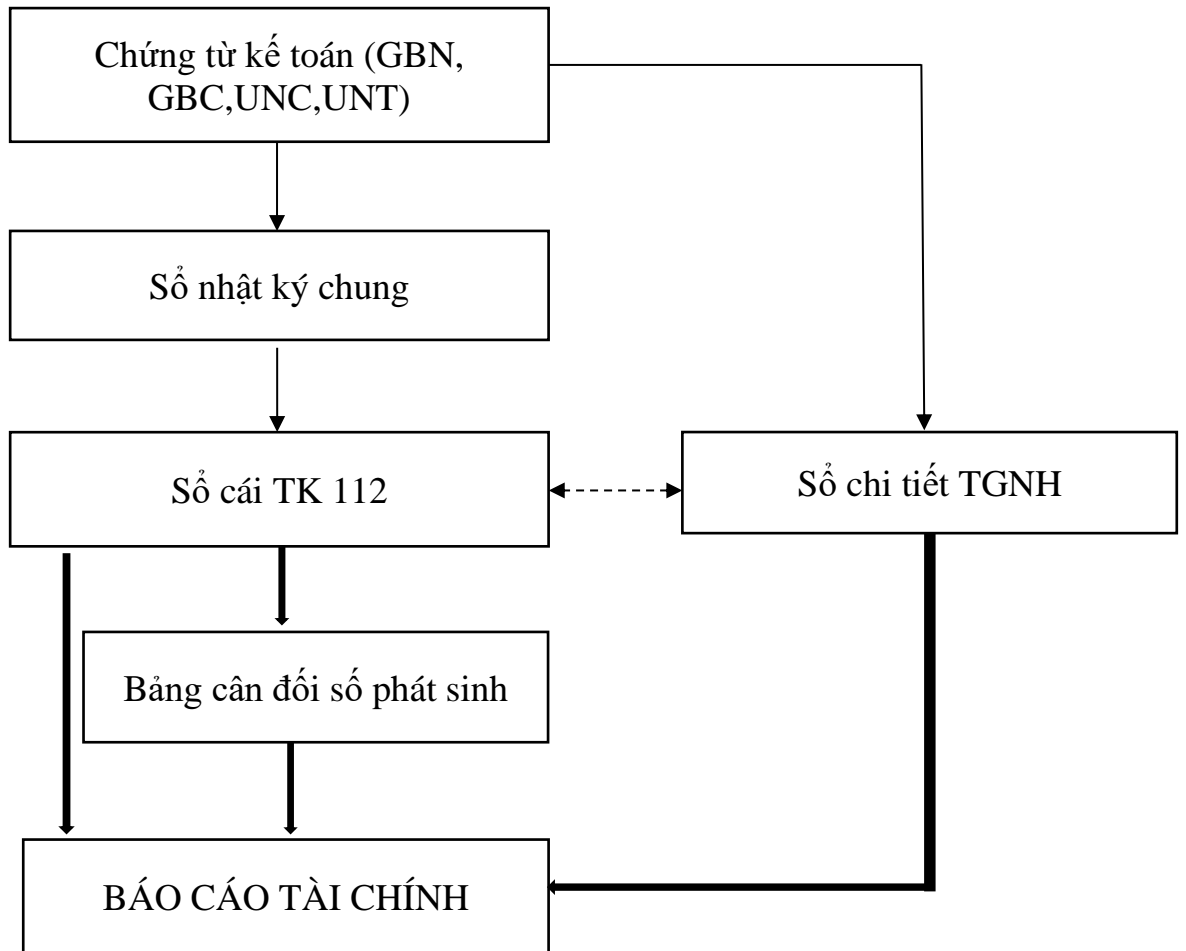 Chứng từ kế toán (GBN,
GBC,UNC,UNT)
Sổ nhật ký chung
Sổ cái TK 112
Sổ chi tiết TGNH
Bảng cân đối số phát sinh
BÁO CÁO TÀI CHÍNH